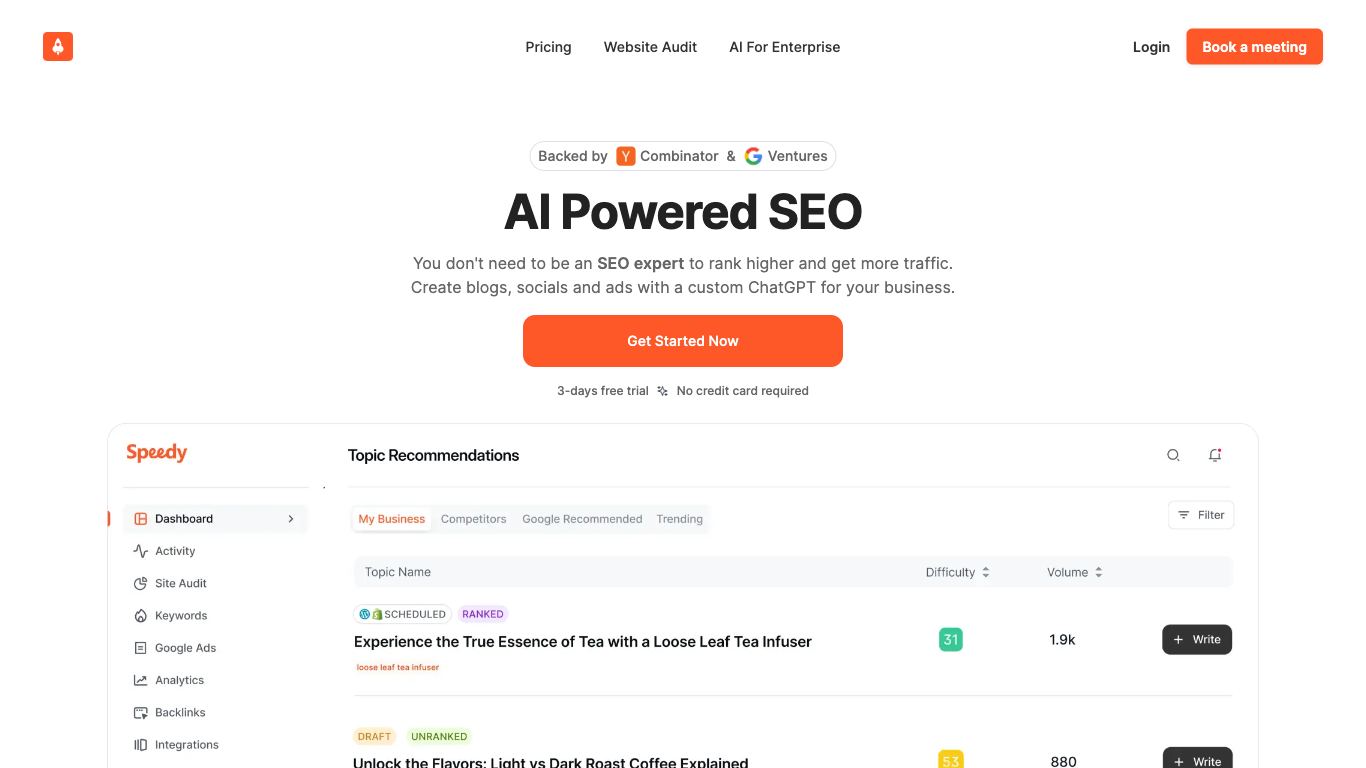 Pricing Website Audit AI For Enterprise Login Book a meeting
Backed by Y Combinator & G Ventures
AI Powered SEO
You don't need to be an SEO expert to rank higher and get more traffic.
Create blogs, socials and ads with a custom ChatGPT for your business.
Get Started Now
3-days free trial No credit card required
Speedy
Topic Recommendations
Dashboard
Activity
Site Audit
Keywords
Google Ads
Analytics
Backlinks
Integrations
My Business Competitors Google Recommended Trending
Filter
Topic Name Difficulty Volume
SCHEDULED RANKED
Experience the True Essence of Tea with a Loose Leaf Tea Infuser 31 1.9k + Write
loose leaf tea infuser
DRAFT UNRANKED
Unlock the Flavors: Light vs Dark Roast Coffee Explained 53 880 + Write